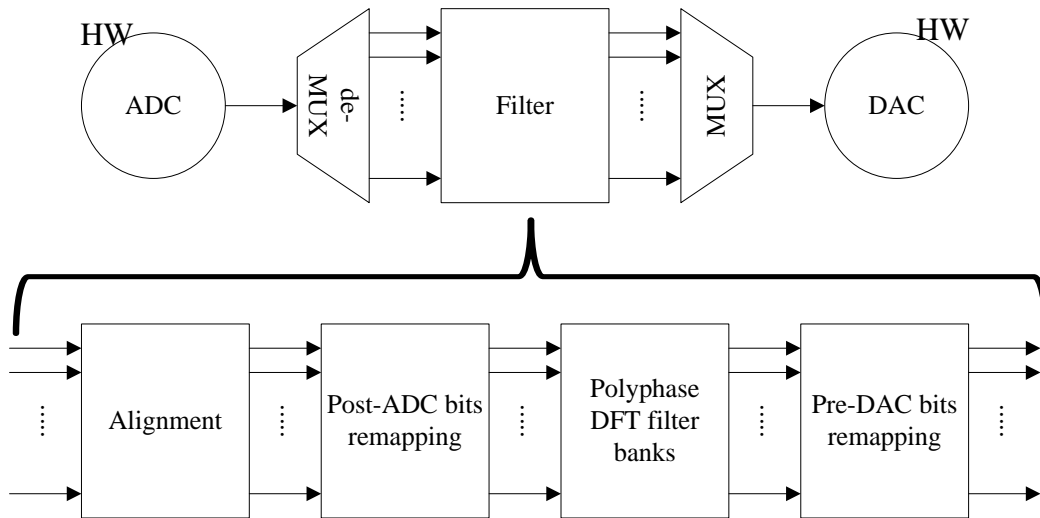 HW
HW
ADC
de-
MUX
Filter
MUX
DAC
Alignment
Post-ADC bits
remapping
Polyphase
DFT filter
banks
Pre-DAC bits
remapping